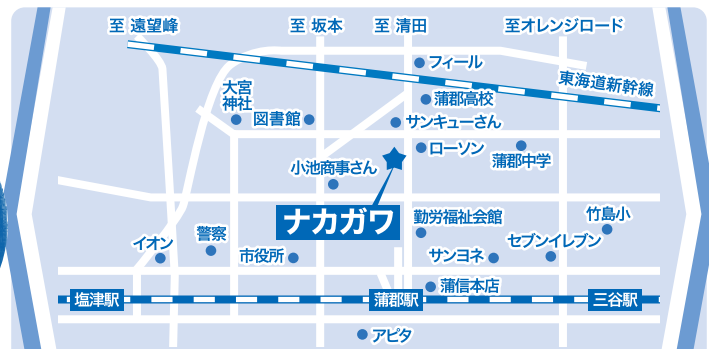 至 遠望峰
至 坂本
至 清田
至オレンジロード
フィール
東海道新幹線
大宮
神社
蒲郡高校
図書館
サンキューさん
ローソン
蒲郡中学
小池商事さん
ナカガワ
勤労福祉会館
竹島小
イオン
警察
市役所
サンヨネ
セブンイレブン
蒲信本店
塩津駅
蒲郡駅
三谷駅
アピタ